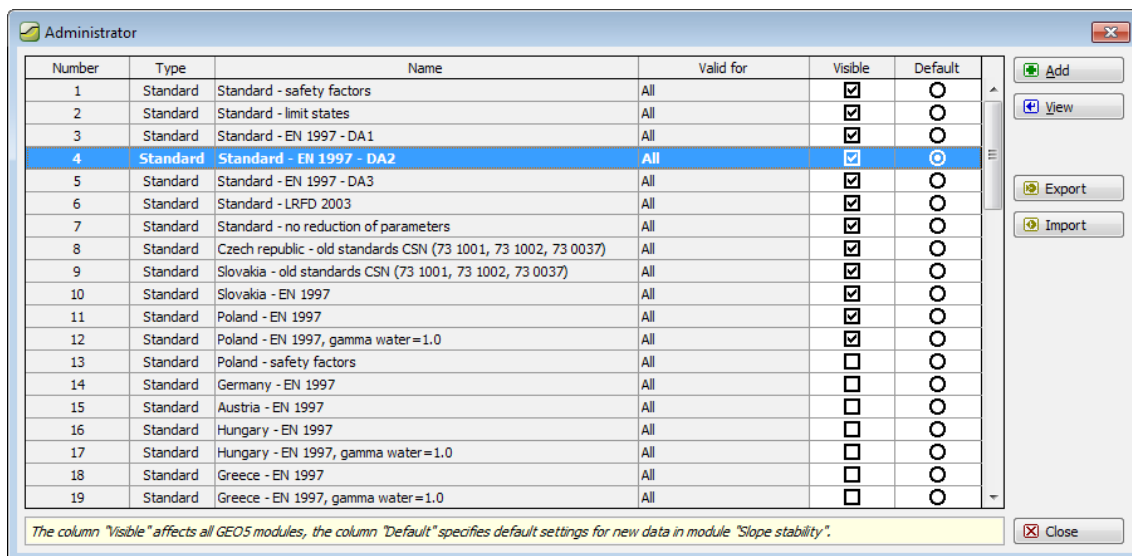 Administrator
Number Type Name Valid for Visible Default
1 Standard Standard - safety factors All
2 Standard Standard - limit states All
3 Standard Standard - EN 1997 - DA1 All
4 Standard Standard - EN 1997 - DA2 All
5 Standard Standard - EN 1997 - DA3 All
6 Standard Standard - LRFD 2003 All
7 Standard Standard - no reduction of parameters All
8 Standard Czech republic - old standards CSN (73 1001, 73 1002, 73 0037) All
9 Standard Slovakia - old standards CSN (73 1001, 73 1002, 73 0037) All
10 Standard Slovakia - EN 1997 All
11 Standard Poland - EN 1997 All
12 Standard Poland - EN 1997, gamma water=1.0 All
13 Standard Poland - safety factors All
14 Standard Germany - EN 1997 All
15 Standard Austria - EN 1997 All
16 Standard Hungary - EN 1997 All
17 Standard Hungary - EN 1997, gamma water=1.0 All
18 Standard Greece - EN 1997 All
19 Standard Greece - EN 1997, gamma water=1.0 All
The column "Visible" affects all GEO5 modules, the column "Default" specifies default settings for new data in module "Slope stability".
Add
View
Export
Import
Close